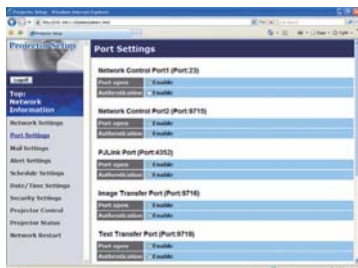 Projector Setup
Port Settings
Logoff
Top:
Network
Information
Network Settings
Port Settings
Mail Settings
Alert Settings
Schedule Settings
Date/Time Settings
Security Settings
Projector Control
Projector Status
Network Restart
Network Control Port1 (Port:23)
Port open Enable
Authentication Enable
Network Control Port2 (Port:9715)
Port open Enable
Authentication Enable
PJLink Port (Port:4352)
Port open Enable
Authentication Enable
Image Transfer Port (Port:9716)
Port open Enable
Authentication Enable
Text Transfer Port (Port:9719)
Port open Enable
Authentication Enable